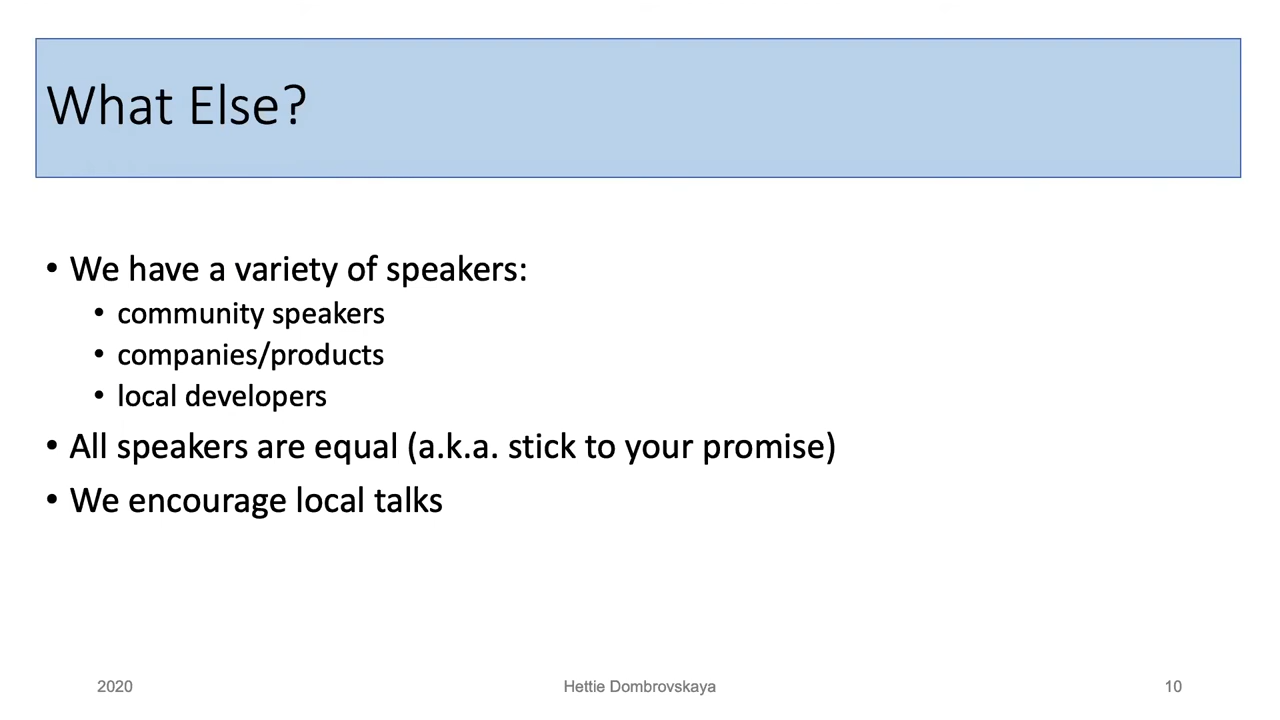 What Else?
• We have a variety of speakers:
• community speakers
• companies/products
• local developers
• All speakers are equal (a.k.a. stick to your promise)
• We encourage local talks
2020 Hettie Dombrovskaya 10